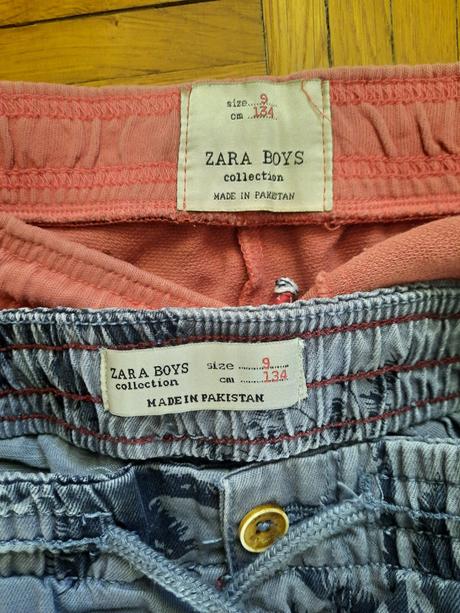 size......9......
cm ....134....
ZARA BOYS
collection
MADE IN PAKISTAN
ZARA BOYS
collection
size ............9............
cm ............134............
MADE IN PAKISTAN